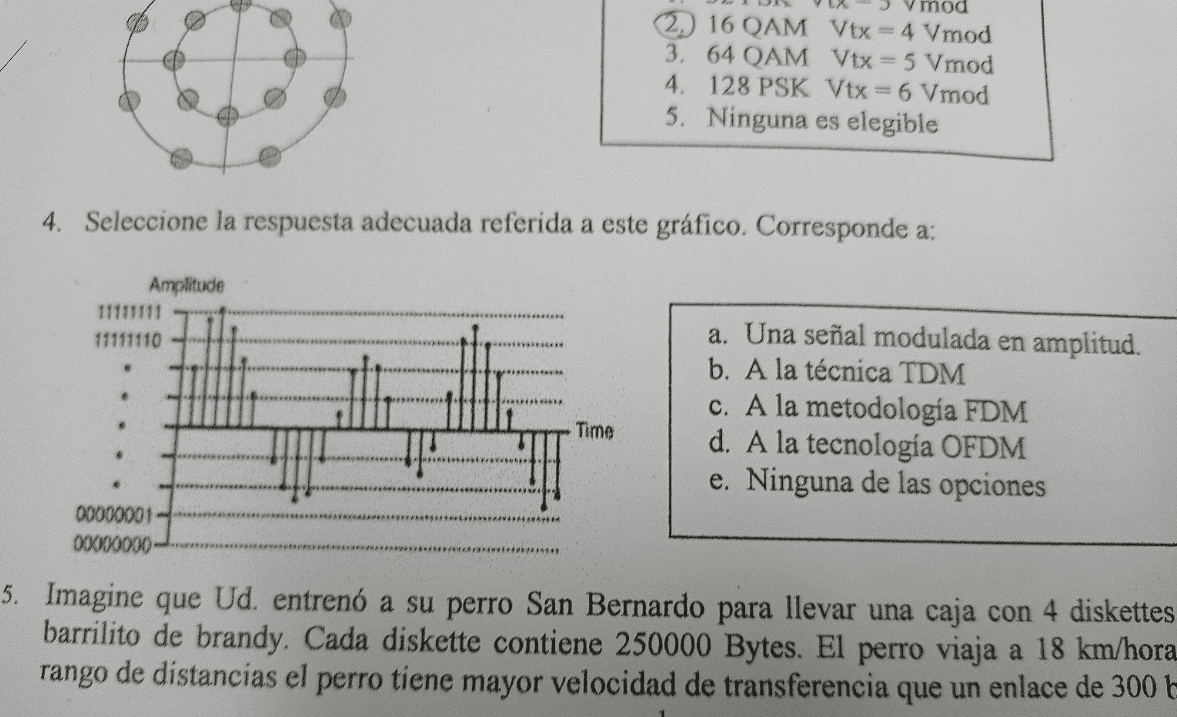 2. 16 QAM Vtx = 4 Vmod
3. 64 QAM Vtx = 5 Vmod
4. 128 PSK Vtx = 6 Vmod
5. Ninguna es elegible
4. Seleccione la respuesta adecuada referida a este gráfico. Corresponde a:
Amplitude
11111111
11111110
Time
00000001
00000000
a. Una señal modulada en amplitud.
b. A la técnica TDM
c. A la metodología FDM
d. A la tecnología OFDM
e. Ninguna de las opciones
5. Imagine que Ud. entrenó a su perro San Bernardo para llevar una caja con 4 diskettes
barrilito de brandy. Cada diskette contiene 250000 Bytes. El perro viaja a 18 km/hora
rango de distancias el perro tiene mayor velocidad de transferencia que un enlace de 300